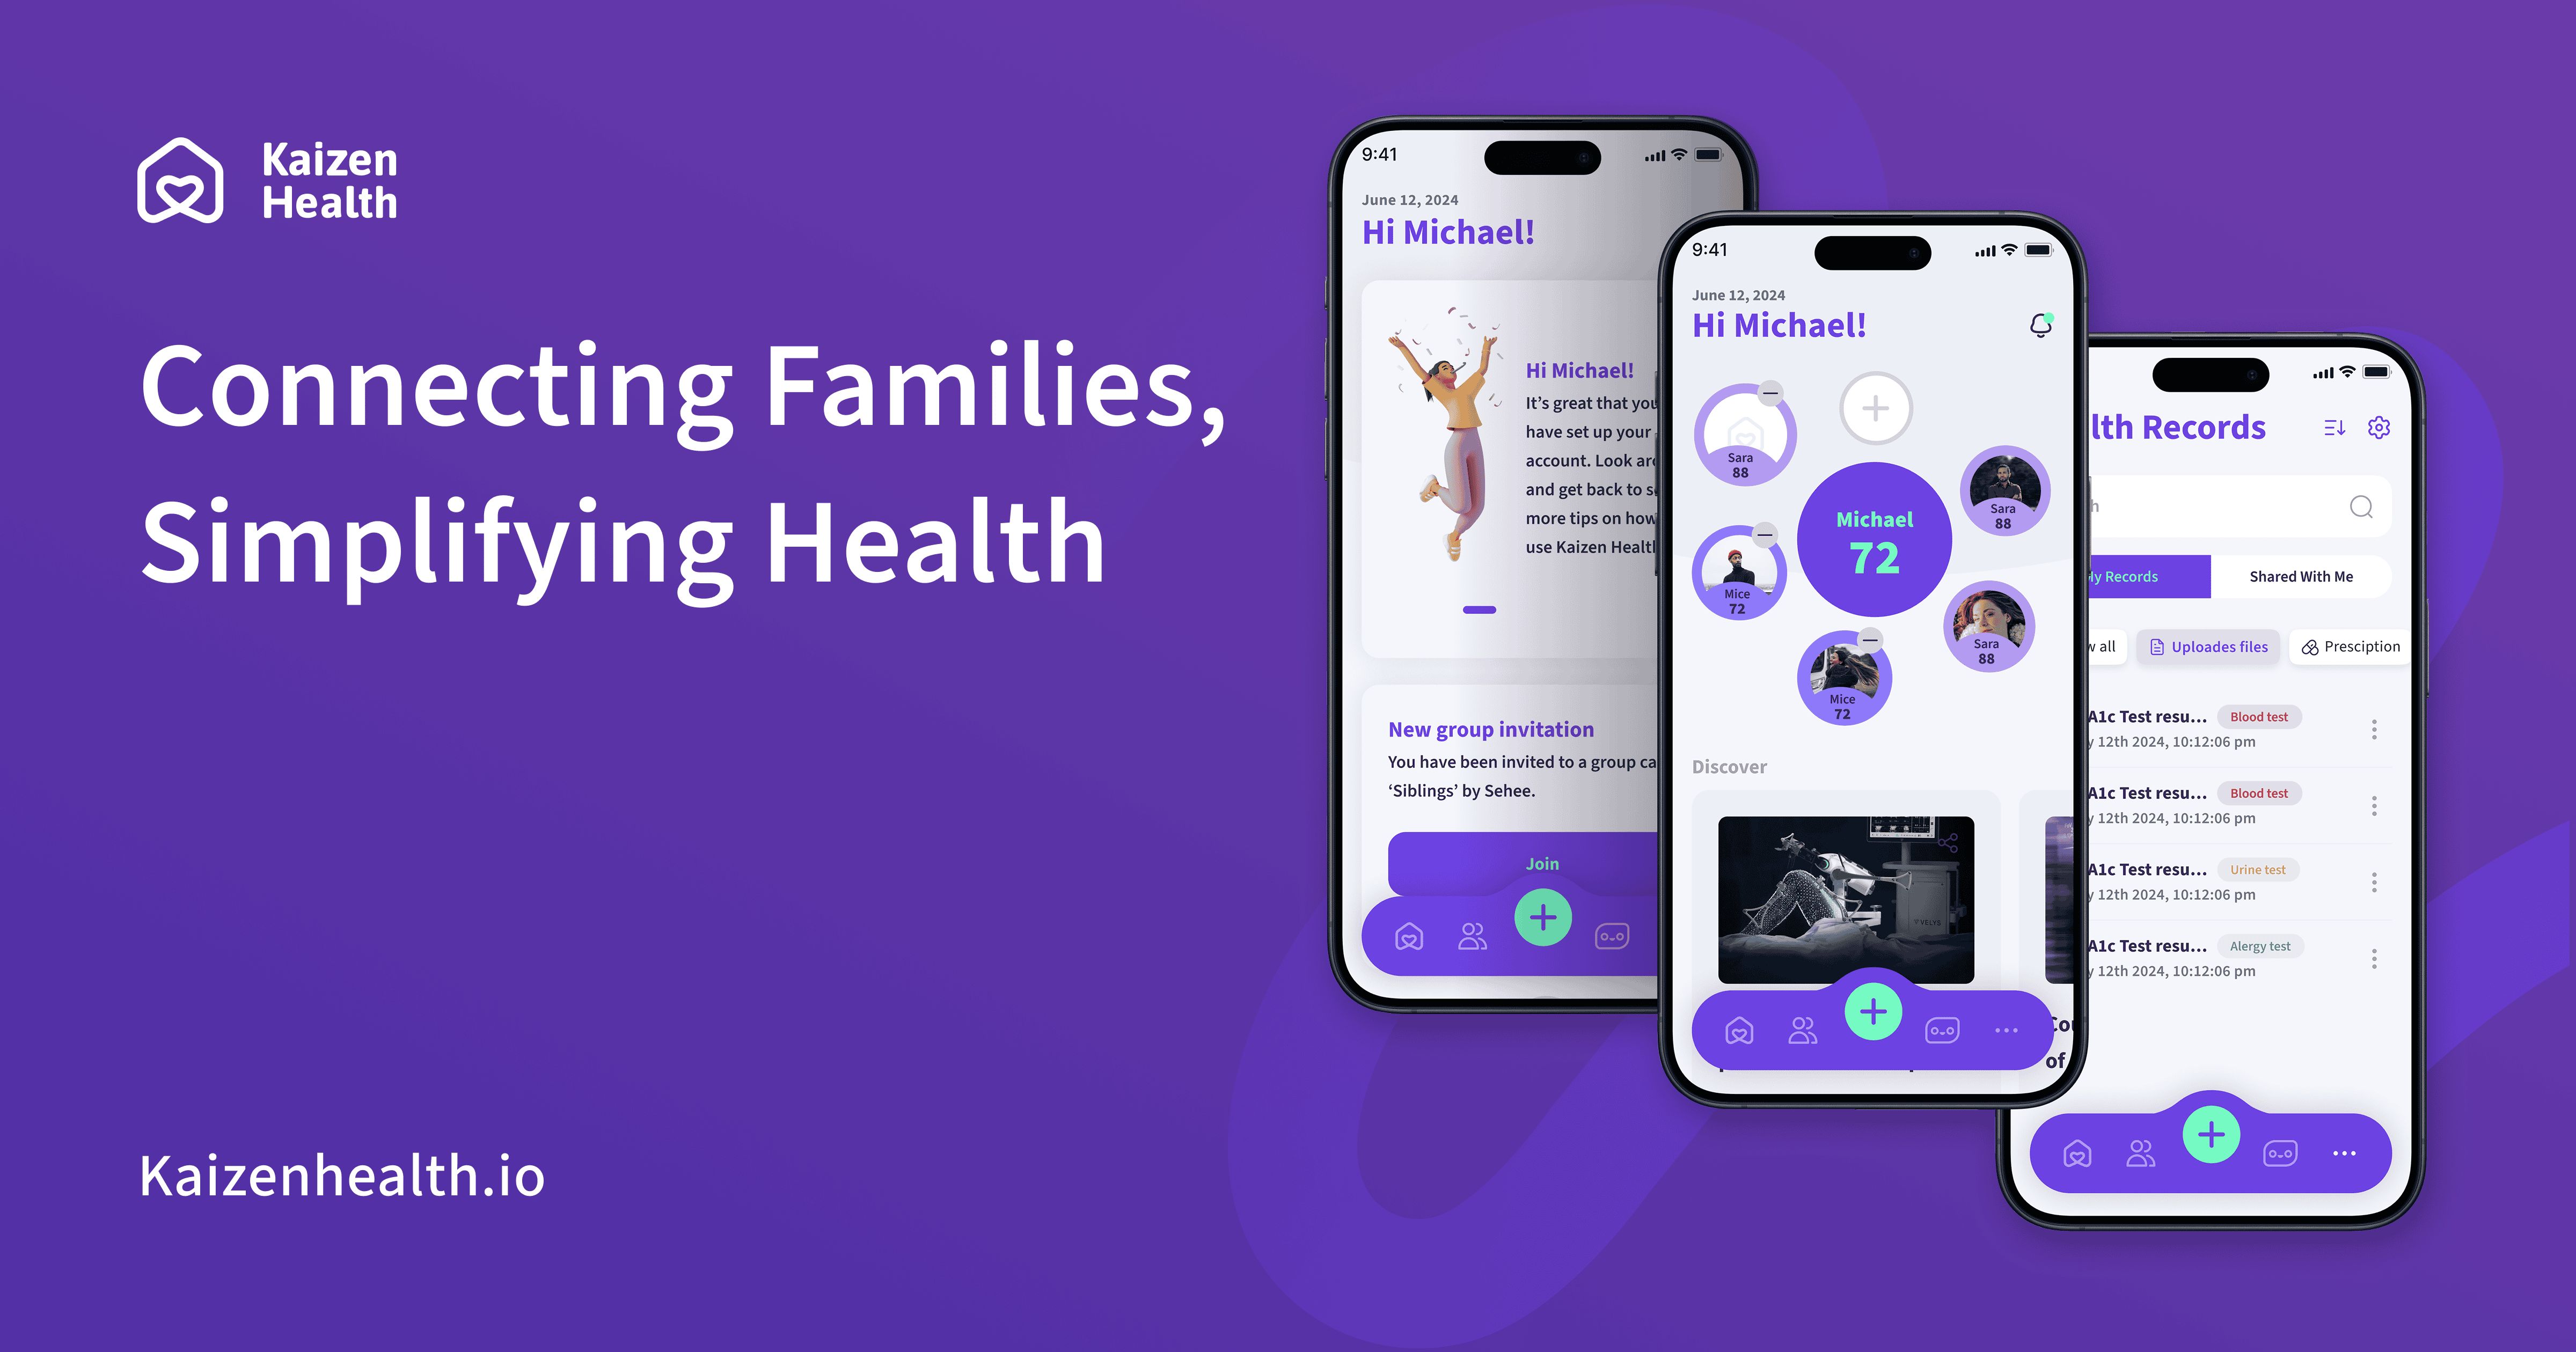 Kaizen
Health
Connecting Families,
Simplifying Health
Kaizenhealth.io
9:41
June 12, 2024
Hi Michael!
Hi Michael!
It's great that you
have set up your
account. Look
and get back to
more tips on how
use Kaizen Health
New group invitation
You have been invited to a group
‘Siblings’ by Sehee.
Join
9:41
June 12, 2024
Hi Michael!
Sara
88
Sara
88
Michael
72
Mice
72
Sara
88
Mice
72
Discover
VELYS
of
Records
Records
Shared With Me
all
Uploades files
Presciption
A1c Test resu...
Blood test
12th 2024, 10:12:06 pm
A1c Test resu...
Blood test
12th 2024, 10:12:06 pm
A1c Test resu...
Urine test
12th 2024, 10:12:06 pm
A1c Test resu...
Alergy test
12th 2024, 10:12:06 pm